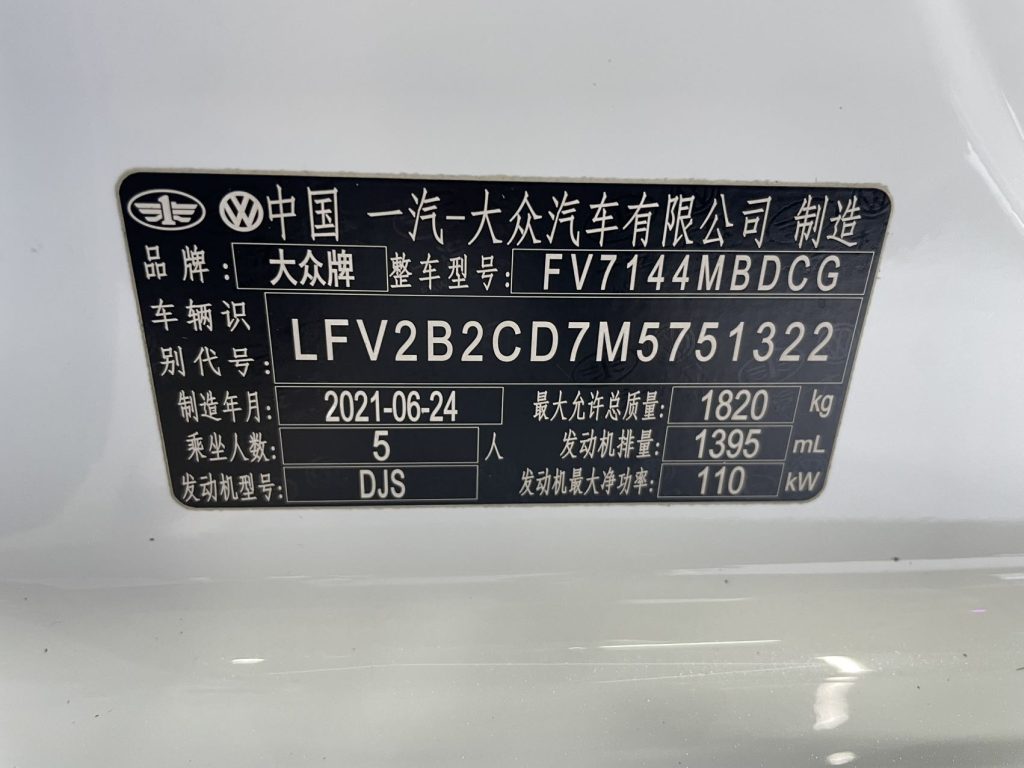 中国 一汽-大众汽车有限公司 制造
品牌: 大众牌 整车型号: FV7144MBDCG
车辆识别代号: LFV2B2CD7M5751322
制造年月: 2021-06-24 最大允许总质量: 1820 kg
乘坐人数: 5 人 发动机排量: 1395 mL
发动机型号: DJS 发动机最大净功率: 110 kW